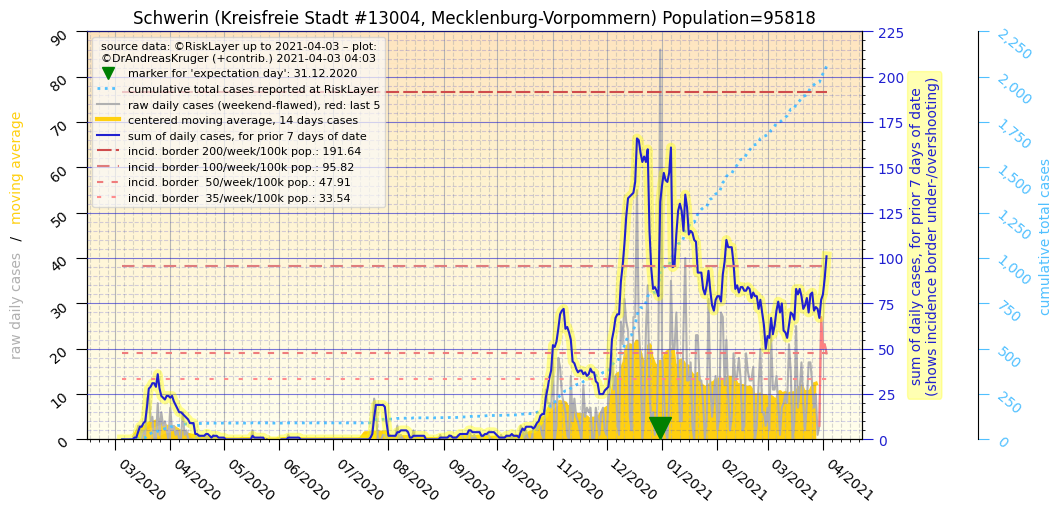 Schwerin (Kreisfreie Stadt #13004, Mecklenburg-Vorpommern) Population=95818
source data: ©RiskLayer up to 2021-04-03 – plot:
©DrAndreasKruger (+contrib.) 2021-04-03 04:03
marker for 'expectation day': 31.12.2020
cumulative total cases reported at RiskLayer
raw daily cases (weekend-flawed), red: last 5
centered moving average, 14 days cases
sum of daily cases, for prior 7 days of date
incid. border 200/week/100k pop.: 191.64
incid. border 100/week/100k pop.: 95.82
incid. border  50/week/100k pop.: 47.91
incid. border  35/week/100k pop.: 33.54
raw daily cases / moving average
90
80
70
60
50
40
30
20
10
0
03/2020
04/2020
05/2020
06/2020
07/2020
08/2020
09/2020
10/2020
11/2020
12/2020
01/2021
02/2021
03/2021
04/2021
225
200
175
150
125
100
75
50
25
0
sum of daily cases, for prior 7 days of date
(shows incidence border under-/overshooting)
2,250
2,000
1,750
1,500
1,250
1,000
750
500
250
0
cumulative total cases